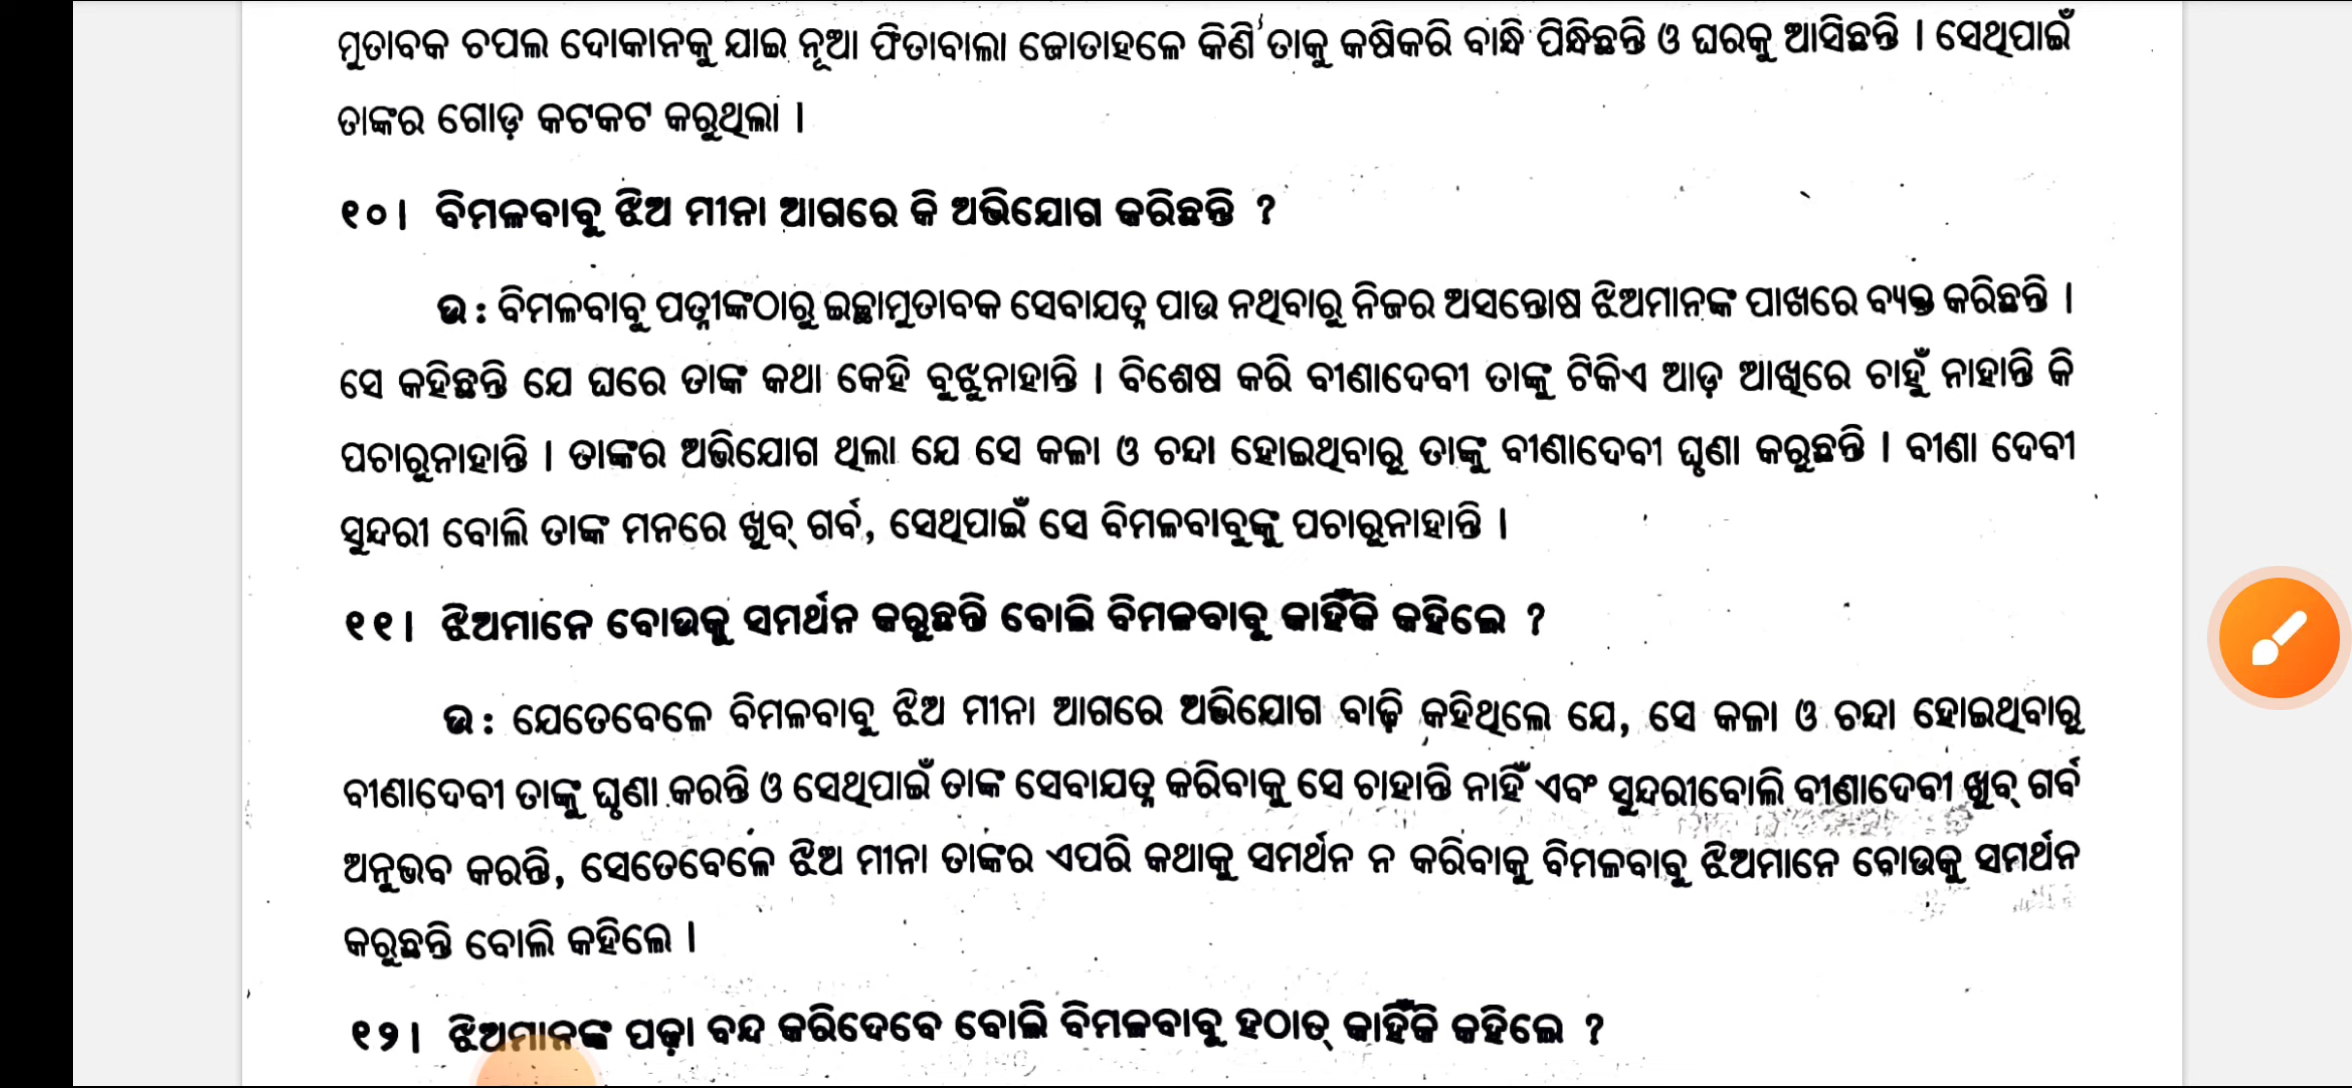 ମୁତାବକ ଚପଲ ଦୋକାନକୁ ଯାଇ ନୂଆ ଫିତାବାଲା ଜୋତାହଳେ କିଣି ତାକୁ କଷିକରି ବାନ୍ଧି ପିନ୍ଧିଛନ୍ତି ଓ ଘରକୁ ଆସିଛନ୍ତି । ସେଥିପାଇଁ
ତାଙ୍କର ଗୋଡ଼ କଟକଟ କରୁଥିଲା ।
୧୦। ବିମଳବାବୁ ଝିଅ ମୀନା ଆଗରେ କି ଅଭିଯୋଗ କରିଛନ୍ତି ?
ଉ : ବିମଳବାବୁ ପତ୍ନୀଙ୍କଠାରୁ ଇଚ୍ଛାମୁତାବକ ସେବାଯତ୍ନ ପାଉ ନଥିବାରୁ ନିଜର ଅସନ୍ତୋଷ ଝିଅମାନଙ୍କ ପାଖରେ ବ୍ୟକ୍ତ କରିଛନ୍ତି ।
ସେ କହିଛନ୍ତି ଯେ ଘରେ ତାଙ୍କ କଥା କେହି ବୁଝୁନାହାନ୍ତି । ବିଶେଷ କରି ବୀଣାଦେବୀ ତାଙ୍କୁ ଟିକିଏ ଆଡ଼ ଆଖିରେ ଚାହୁଁ ନାହାନ୍ତି କି
ପଚାରୁନାହାନ୍ତି । ତାଙ୍କର ଅଭିଯୋଗ ଥିଲା ଯେ ସେ କଳା ଓ ଚନ୍ଦା ହୋଇଥିବାରୁ ତାଙ୍କୁ ବୀଣାଦେବୀ ଘୃଣା କରୁଛନ୍ତି । ବୀଣା ଦେବୀ
ସୁନ୍ଦରୀ ବୋଲି ତାଙ୍କ ମନରେ ଖୁବ୍ ଗର୍ବ, ସେଥିପାଇଁ ସେ ବିମଳବାବୁଙ୍କୁ ପଚାରୁନାହାନ୍ତି ।
୧୧। ଝିଅମାନେ ବୋଉକୁ ସମର୍ଥନ କରୁଛନ୍ତି ବୋଲି ବିମଳବାବୁ କାହିଁକି କହିଲେ ?
ଉ : ଯେତେବେଳେ ବିମଳବାବୁ ଝିଅ ମୀନା ଆଗରେ ଅଭିଯୋଗ ବାଢ଼ି କହିଥିଲେ ଯେ, ସେ କଳା ଓ ଚନ୍ଦା ହୋଇଥିବାରୁ
ବୀଣାଦେବୀ ତାଙ୍କୁ ଘୃଣା କରନ୍ତି ଓ ସେଥିପାଇଁ ତାଙ୍କ ସେବାଯତ୍ନ କରିବାକୁ ସେ ଚାହାନ୍ତି ନାହିଁ ଏବଂ ସୁନ୍ଦରୀବୋଲି ବୀଣାଦେବୀ ଖୁବ୍ ଗର୍ବ
ଅନୁଭବ କରନ୍ତି, ସେତେବେଳେ ଝିଅ ମୀନା ତାଙ୍କର ଏପରି କଥାକୁ ସମର୍ଥନ ନ କରିବାକୁ ବିମଳବାବୁ ଝିଅମାନେ ବୋଉକୁ ସମର୍ଥନ
କରୁଛନ୍ତି ବୋଲି କହିଲେ ।
୧୨। ଝିଅମାନଙ୍କ ପଢ଼ା ବନ୍ଦ କରିଦେବେ ବୋଲି ବିମଳବାବୁ ହଠାତ୍ କାହିଁକି କହିଲେ ?